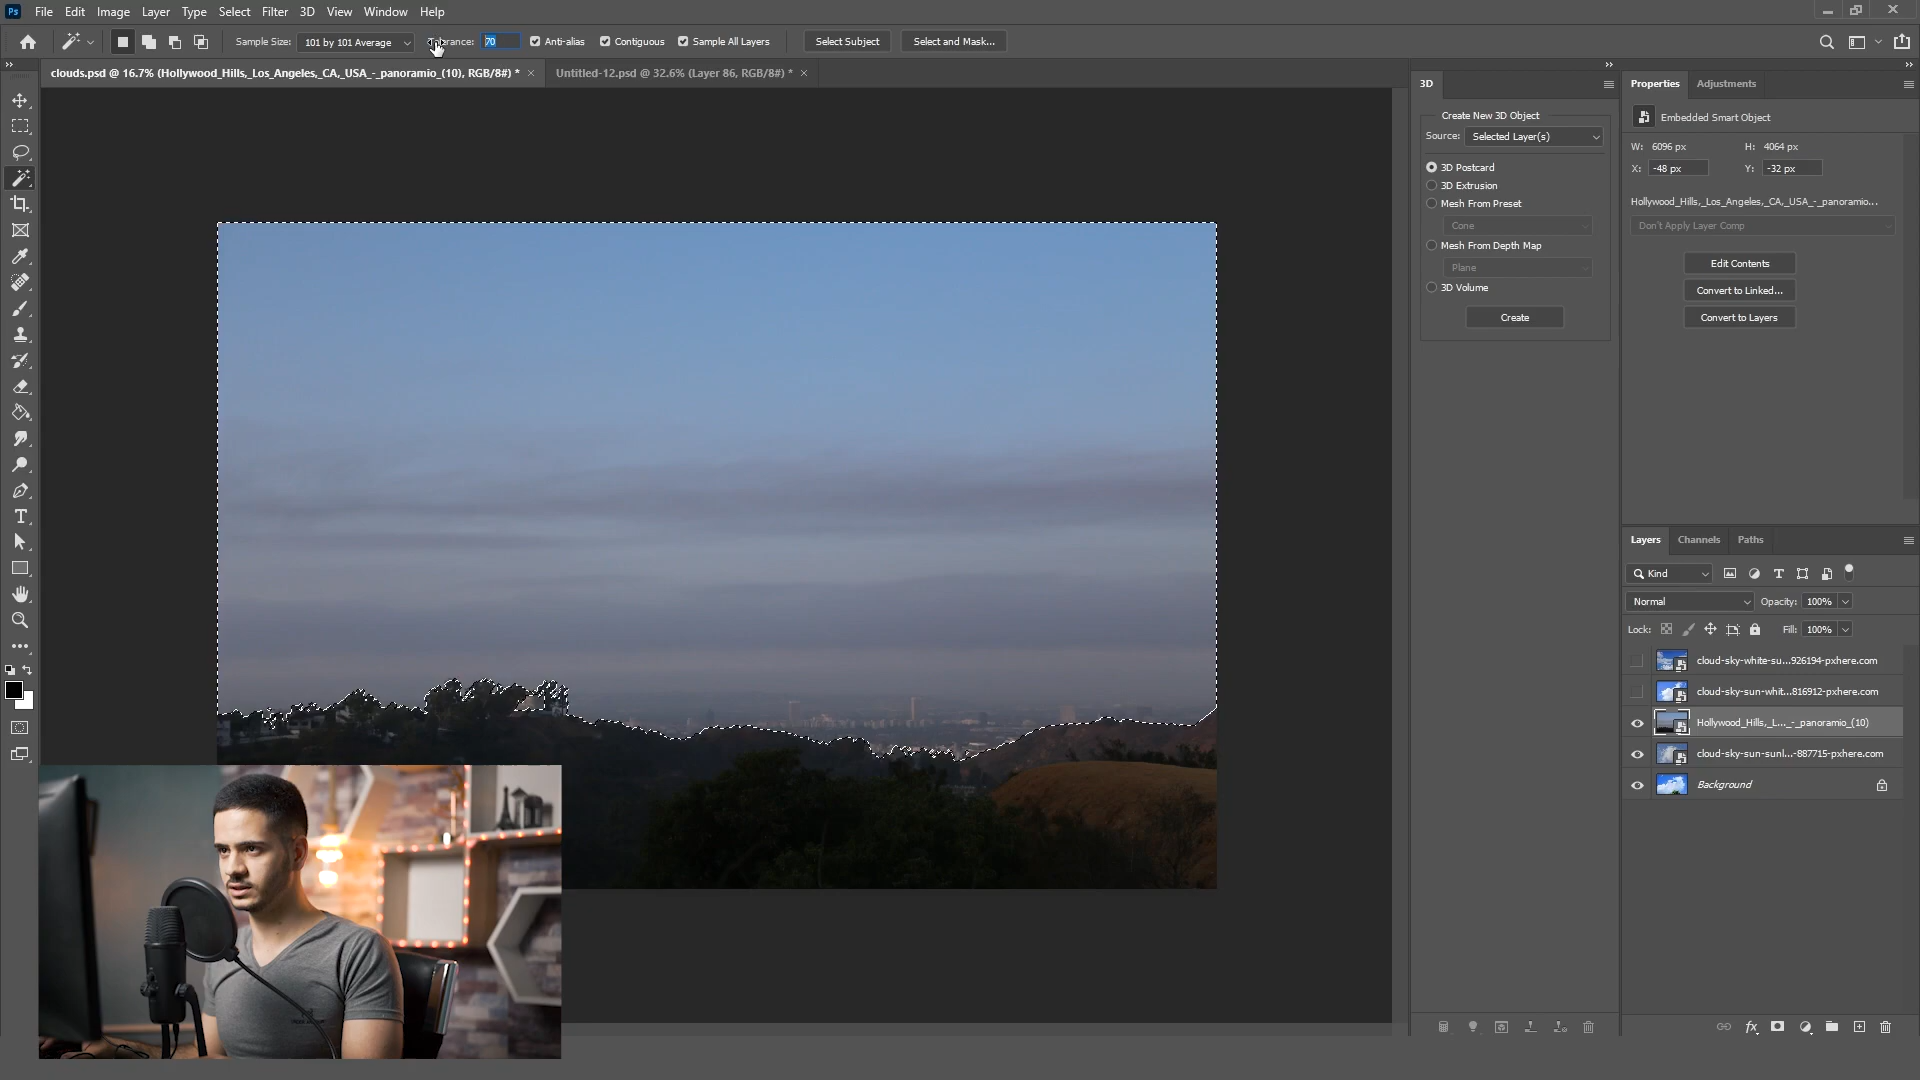 Ps File Edit Image Layer Type Select Filter 3D View Window Help
Sample Size: 101 by 101 Average Tolerance: 70 Anti-alias Contiguous Sample All Layers Select Subject Select and Mask...
clouds.psd @ 16.7% (Hollywood_Hills,_Los_Angeles,_CA,_USA_-_panoramio_(10), RGB/8#) * × Untitled-12.psd @ 32.6% (Layer 86, RGB/8#) * ×
3D
Create New 3D Object
Source: Selected Layer(s)
3D Postcard
3D Extrusion
Mesh From Preset
Cone
Mesh From Depth Map
Plane
3D Volume
Create
Properties Adjustments
Embedded Smart Object
W: 6096 px H: 4064 px
X: -48 px Y: -32 px
Hollywood_Hills,_Los_Angeles,_CA,_USA_-_panoramio...
Don't Apply Layer Comp
Edit Contents
Convert to Linked...
Convert to Layers
Layers Channels Paths
Kind
Normal Opacity: 100%
Lock: Fill: 100%
cloud-sky-white-su...926194-pxhere.com
cloud-sky-sun-whit...816912-pxhere.com
Hollywood_Hills,_L..._-_panoramio_(10)
cloud-sky-sun-sunl...-887715-pxhere.com
Background